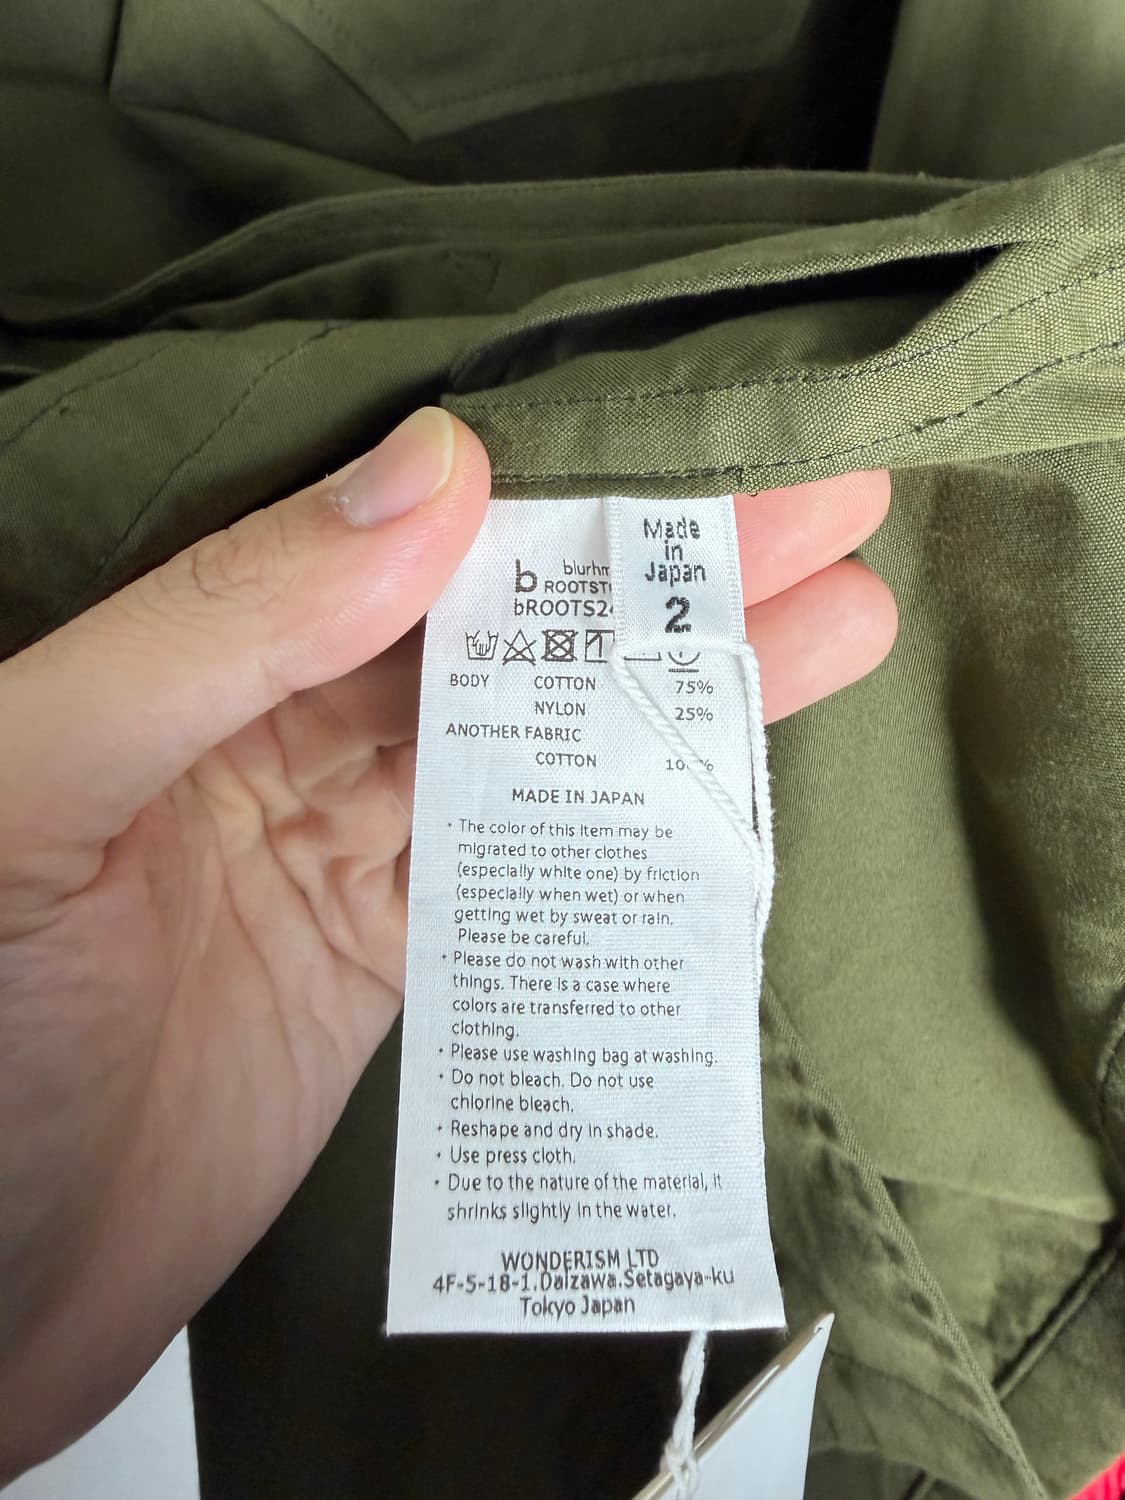 Made
in
Japan
2
b
MADE IN JAPAN
BODY COTTON 75%
NYLON 25%
ANOTHER FABRIC
COTTON
• The color of this item may be
migrated to other clothes
(especially white one) by friction
(especially when wet) or when
getting wet by sweat or rain.
Please be careful.
• Please do not wash with other
things. There is a case where
colors are transferred to other
clothing.
• Please use washing bag at washing.
• Do not bleach. Do not use
chlorine bleach.
• Reshape and dry in shade.
• Use press cloth.
• Due to the nature of the material, it
shrinks slightly in the water.
WONDERISM LTD
4F-5-18-1.Daizawa.Setagaya-ku
Tokyo Japan